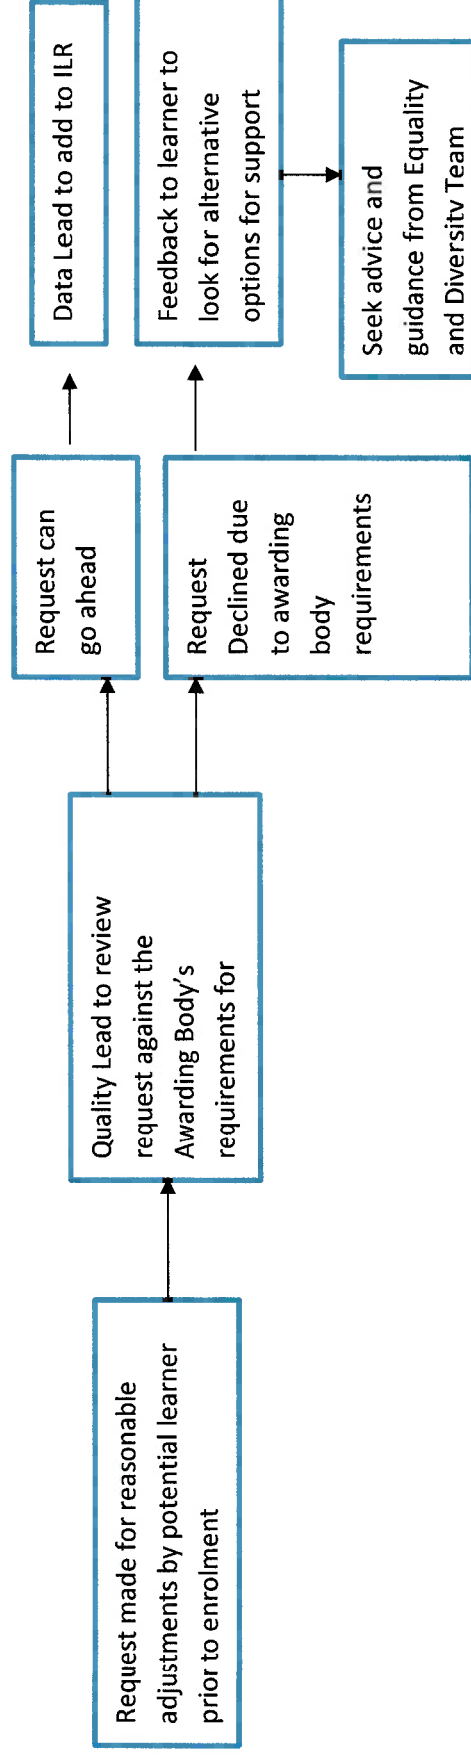 Request made for reasonable
adjustments by potential learner
prior to enrolment
Quality Lead to review
request against the
Awarding Body's
requirements for
Request can
go ahead
Data Lead to add to ILR
Request
Declined due
to awarding
body
requirements
Feedback to learner to
look for alternative
options for support
Seek advice and
guidance from Equality
and Diversity Team